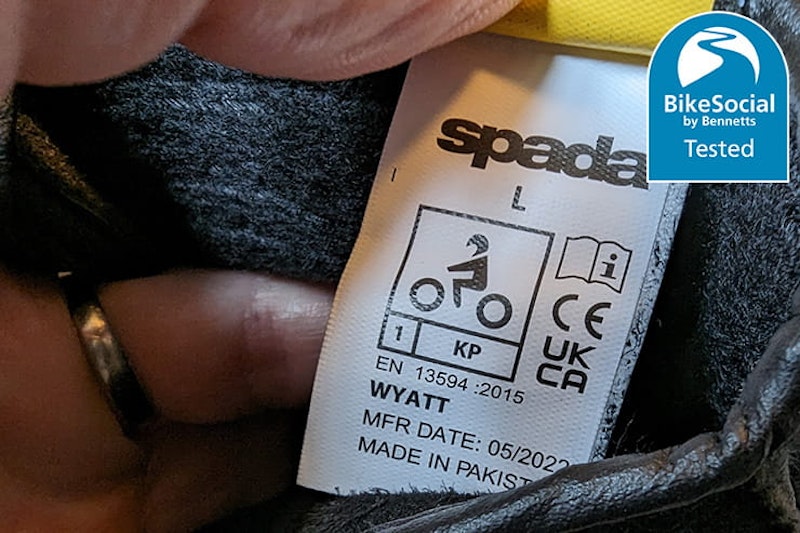 BikeSocial
by Bennetts
Tested
spada
L
i
CE
1 KP
UK
CA
EN 13594 :2015
WYATT
MFR DATE: 05/2022
MADE IN PAKIST